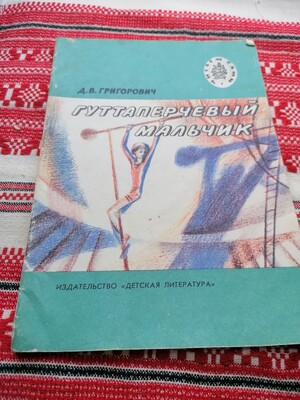 Д. В. ГРИГОРОВИЧ
ГУТТАПЕРЧЕВЫЙ
МАЛЬЧИК
ИЗДАТЕЛЬСТВО «ДЕТСКАЯ ЛИТЕРАТУРА»